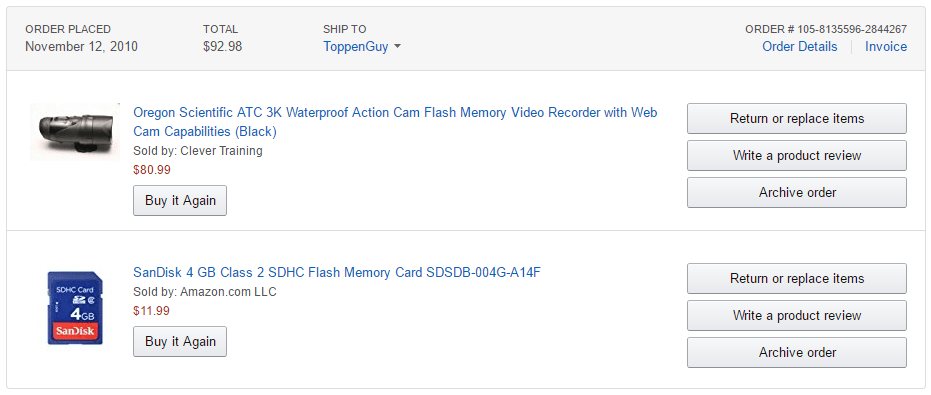 ORDER PLACED
November 12, 2010
TOTAL
$92.98
SHIP TO
ToppenGuy
ORDER # 105-8135596-2844267
Order Details
Invoice
Oregon Scientific ATC 3K Waterproof Action Cam Flash Memory Video Recorder with Web
Cam Capabilities (Black)
Sold by: Clever Training
$80.99
Buy it Again
Return or replace items
Write a product review
Archive order
SDHC Card
4GB
SanDisk
SanDisk 4 GB Class 2 SDHC Flash Memory Card SDSDB-004G-A14F
Sold by: Amazon.com LLC
$11.99
Buy it Again
Return or replace items
Write a product review
Archive order